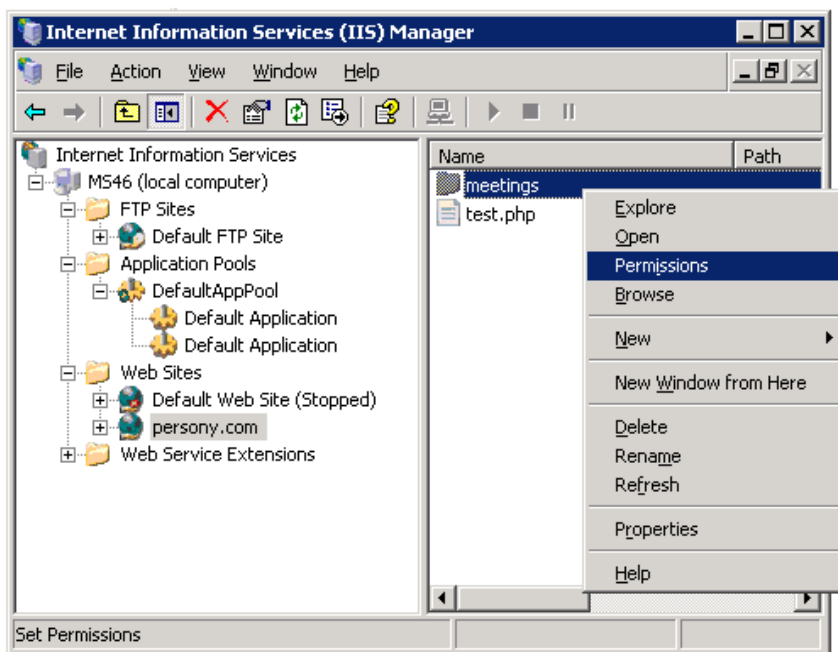 Internet Information Services (IIS) Manager
File Action View Window Help
Internet Information Services
MS46 (local computer)
FTP Sites
Default FTP Site
Application Pools
DefaultAppPool
Default Application
Default Application
Web Sites
Default Web Site (Stopped)
persony.com
Web Service Extensions
Name Path
meetings
test.php
Explore
Open
Permissions
Browse
New
New Window from Here
Delete
Rename
Refresh
Properties
Help
Set Permissions